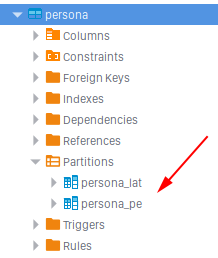 persona
Columns
Constraints
Foreign Keys
Indexes
Dependencies
References
Partitions
persona_lat
persona_pe
Triggers
Rules